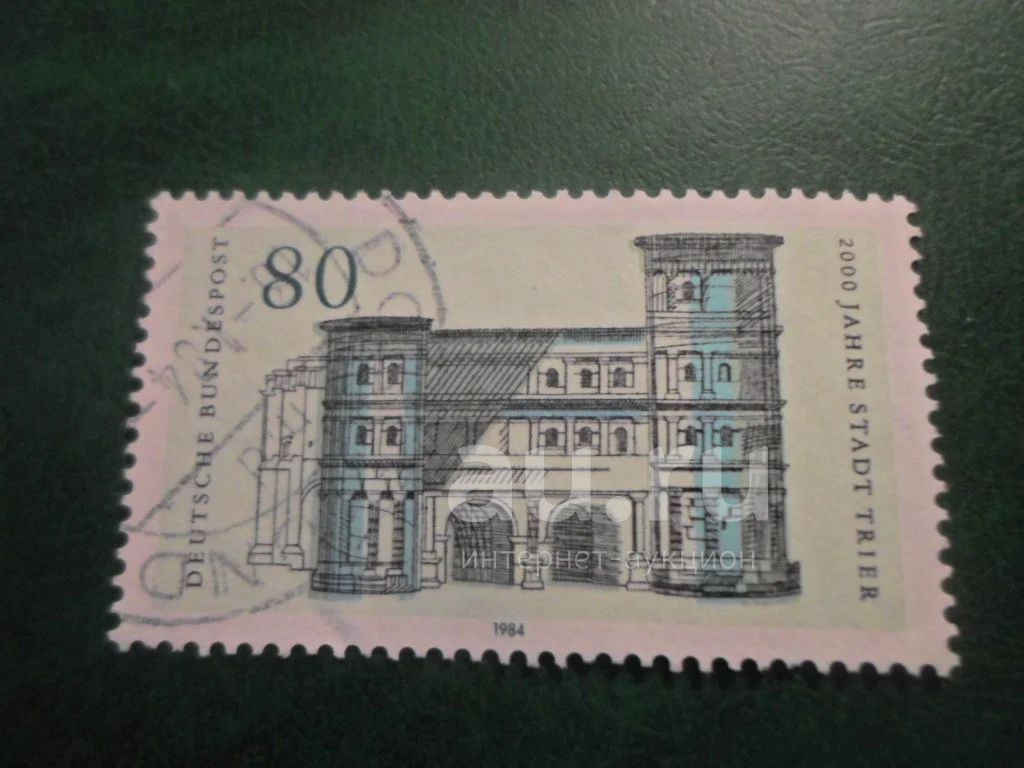 80
DEUTSCHE BUNDESPOST
2000 JAHRE STADT TRIER
au.ru
интернет-аукцион
1984